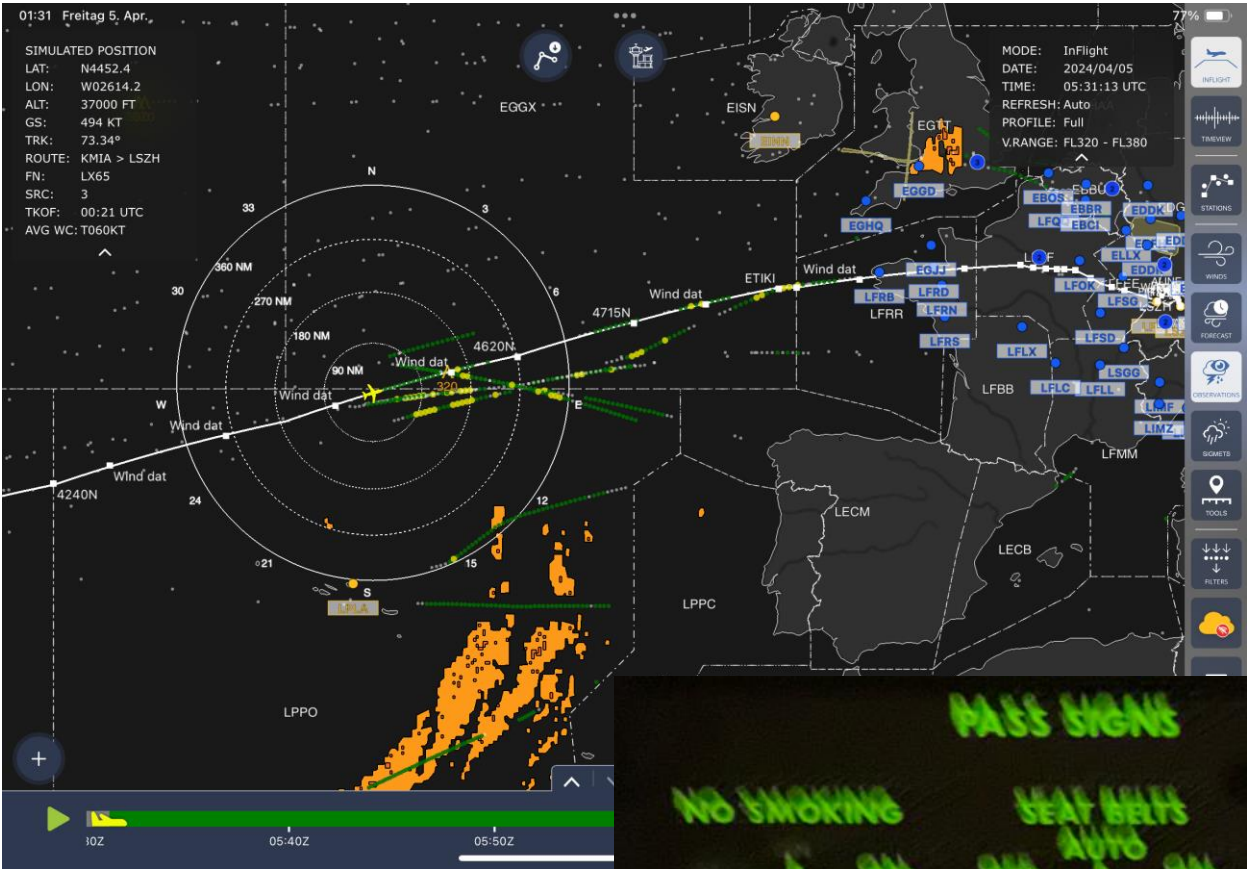 01:31 Freitag 5. Apr.
77%
SIMULATED POSITION
LAT: N4452.4
LON: W02614.2
ALT: 37000 FT
GS: 494 KT
TRK: 73.34°
ROUTE: KMIA > LSZH
FN: LX65
SRC: 3
TKOF: 00:21 UTC
AVG WC: T060KT
MODE: InFlight
DATE: 2024/04/05
TIME: 05:31:13 UTC
REFRESH: Auto
PROFILE: Full
V.RANGE: FL320 - FL380
INFLIGHT
TIMEVIEW
STATIONS
WINDS
FORECAST
OBSERVATIONS
SIGMETS
TOOLS
FILTERS
EGGX
EISN
EINN
EGTT
EGGD
EGHQ
EBOS
EBBU
EBBR
EBCI
EDDK
ELLX
EGJJ
LFRB
LFRD
LFRR
LFRN
LFRS
LFOK
LFSG
LSZH
LFSD
LFLX
LSGG
LFLC
LFLL
LFBB
LIMF
LIMZ
LFMM
LECM
LECB
LPPC
LPPO
LPLA
N
3
6
E
12
15
S
21
24
W
30
33
360 NM
270 NM
180 NM
90 NM
320
4240N
Wind dat
Wind dat
Wind dat
Wind dat
4620N
4715N
Wind dat
ETIKI
Wind dat
05:40Z
05:50Z
PASS SIGNS
NO SMOKING
SEAT BELTS
AUTO